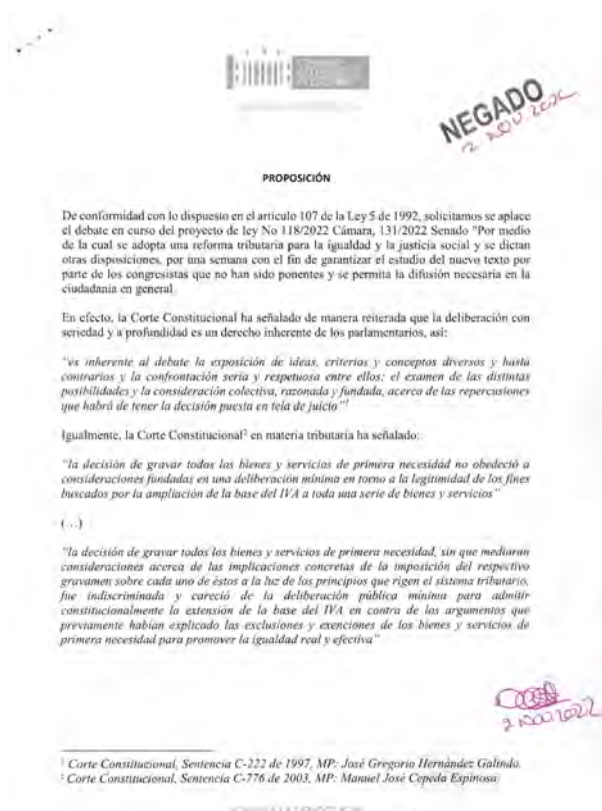 NEGADO
2 NOV. 2022
PROPOSICIÓN
De conformidad con lo dispuesto en el artículo 107 de la Ley 5 de 1992, solicitamos se aplace
el debate en curso del proyecto de ley No 118/2022 Cámara, 131/2022 Senado "Por medio
de la cual se adopta una reforma tributaria para la igualdad y la justicia social y se dictan
otras disposiciones, por una semana con el fin de garantizar el estudio del nuevo texto por
parte de los congresistas que no han sido ponentes y se permita la difusión necesaria en la
ciudadanía en general
En efecto, la Corte Constitucional ha señalado de manera reiterada que la deliberación con
seriedad y a profundidad es un derecho inherente de los parlamentarios, así:
"es inherente al debate la exposición de ideas, criterios y conceptos diversos y hasta
contrarios y la confrontación seria y respetuosa entre ellos; el examen de las distintas
posibilidades y la consideración colectiva, razonada y fundada, acerca de las repercusiones
que habrá de tener la decisión puesta en tela de juicio"1
Igualmente, la Corte Constitucional2 en materia tributaria ha señalado:
"la decisión de gravar todos los bienes y servicios de primera necesidad no obedeció a
consideraciones fundadas en una deliberación mínima en torno a la legitimidad de los fines
buscados por la ampliación de la base del IVA a toda una serie de bienes y servicios"
(...)
"la decisión de gravar todos los bienes y servicios de primera necesidad, sin que mediaran
consideraciones acerca de las implicaciones concretas de la imposición del respectivo
gravamen sobre cada uno de éstos a la luz de los principios que rigen el sistema tributario,
fue indiscriminada y careció de la deliberación pública mínima para admitir
constitucionalmente la extensión de la base del IVA en contra de los argumentos que
previamente habían explicado las exclusiones y exenciones de los bienes y servicios de
primera necesidad para promover la igualdad real y efectiva"
2 NOV 2022
1 Corte Constitucional, Sentencia C-222 de 1997, MP: José Gregorio Hernández Galindo.
2 Corte Constitucional, Sentencia C-776 de 2003, MP: Manuel José Cepeda Espinosa